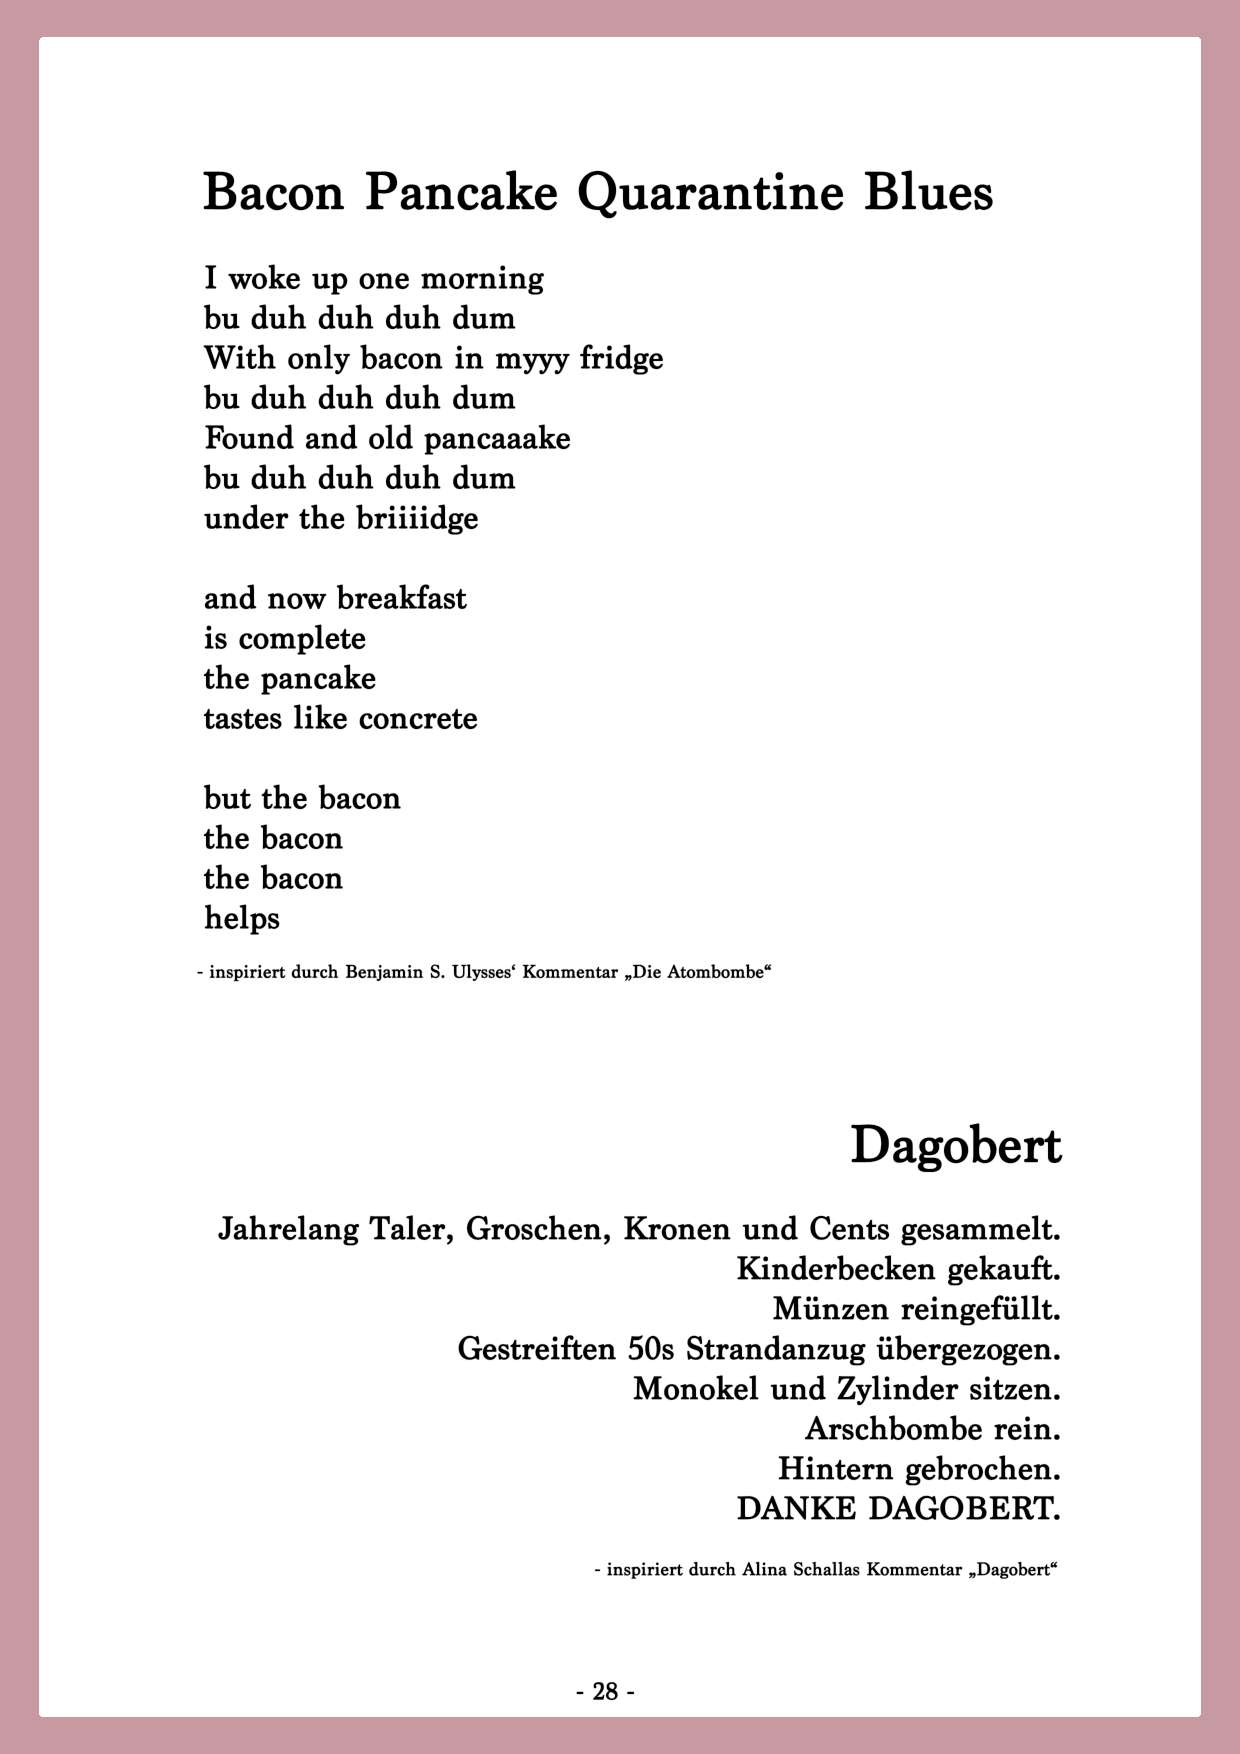 Bacon Pancake Quarantine Blues
I woke up one morning
bu duh duh duh dum
With only bacon in myyy fridge
bu duh duh duh dum
Found and old pancaaake
bu duh duh duh dum
under the briiiidge
and now breakfast
is complete
the pancake
tastes like concrete
but the bacon
the bacon
the bacon
helps
- inspiriert durch Benjamin S. Ulysses‘ Kommentar „Die Atombombe“
Dagobert
Jahrelang Taler, Groschen, Kronen und Cents gesammelt.
Kinderbecken gekauft.
Münzen reingefüllt.
Gestreiften 50s Strandanzug übergezogen.
Monokel und Zylinder sitzen.
Arschbombe rein.
Hintern gebrochen.
DANKE DAGOBERT.
- inspiriert durch Alina Schallas Kommentar „Dagobert“
- 28 -